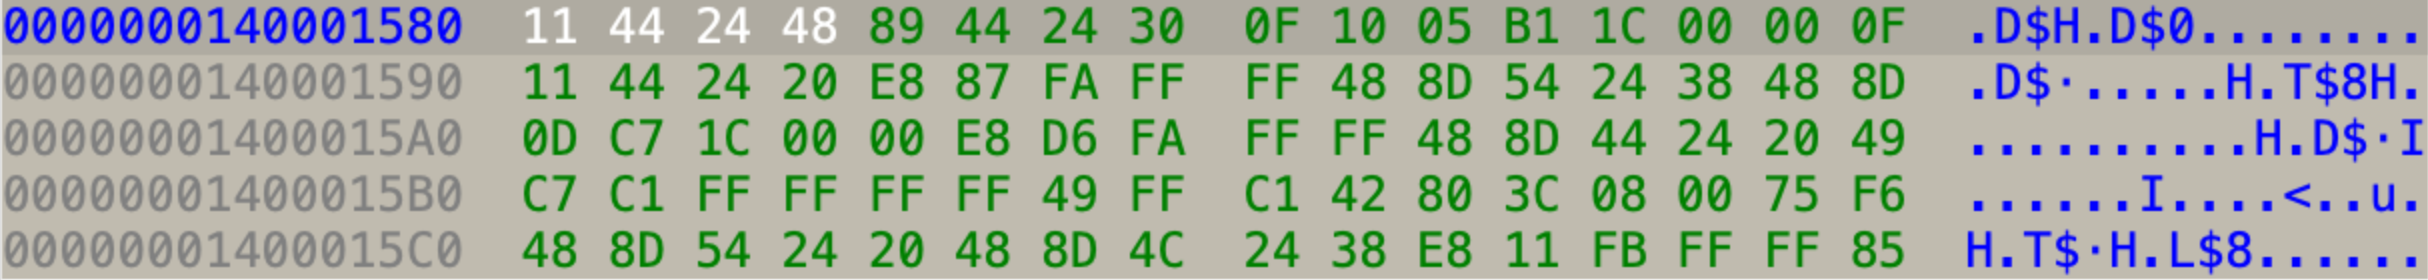 0000000140001580 11 44 24 48 89 44 24 30 0F 10 05 B1 1C 00 00 0F .D$H.D$0........
0000000140001590 11 44 24 20 E8 87 FA FF FF 48 8D 54 24 38 48 8D .D$·.....H.T$8H.
00000001400015A0 0D C7 1C 00 00 E8 D6 FA FF FF 48 8D 44 24 20 49 ..........H.D$·I
00000001400015B0 C7 C1 FF FF FF FF 49 FF C1 42 80 3C 08 00 75 F6 ......I....<..u.
00000001400015C0 48 8D 54 24 20 48 8D 4C 24 38 E8 11 FB FF FF 85 H.T$·H.L$8......